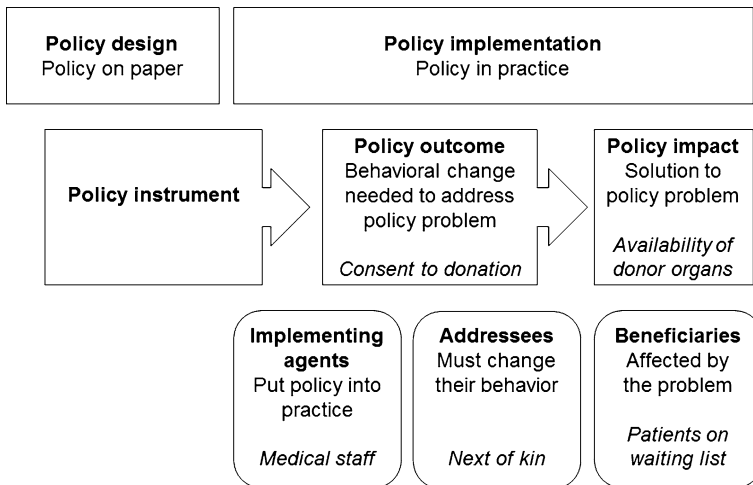 Policy design
Policy on paper
Policy implementation
Policy in practice
Policy instrument
Policy outcome
Behavioral change
needed to address
policy problem
Consent to donation
Policy impact
Solution to
policy problem
Availability of
donor organs
Implementing
agents
Put policy into
practice
Medical staff
Addressees
Must change
their behavior
Next of kin
Beneficiaries
Affected by
the problem
Patients on
waiting list